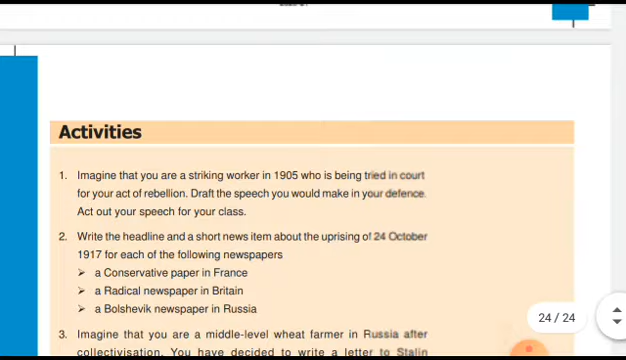 Activities
1. Imagine that you are a striking worker in 1905 who is being tried in court
for your act of rebellion. Draft the speech you would make in your defence.
Act out your speech for your class.
2. Write the headline and a short news item about the uprising of 24 October
1917 for each of the following newspapers
➢ a Conservative paper in France
➢ a Radical newspaper in Britain
➢ a Bolshevik newspaper in Russia
3. Imagine that you are a middle-level wheat farmer in Russia after
collectivisation. You have decided to write a letter to Stalin
24 / 24